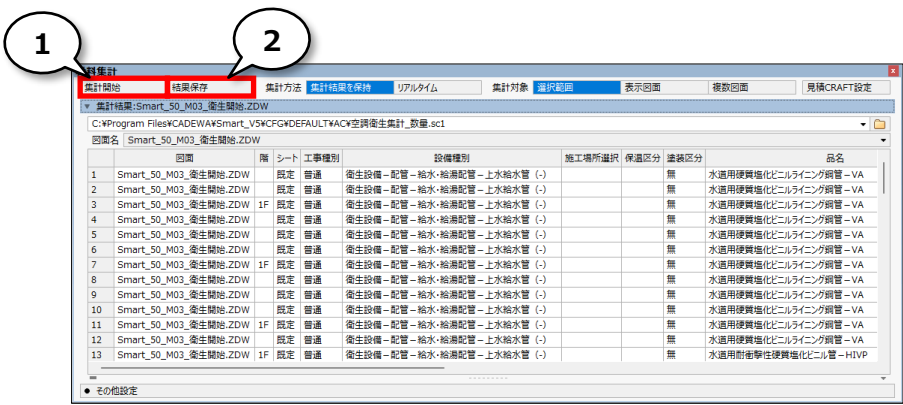 1 2
料集計
集計開始 結果保存 集計方法 集計結果を保持 リアルタイム 集計対象 選択範囲 表示図面 複数図面 見積CRAFT設定
集計結果:Smart_50_M03_衛生開始.ZDW
C:¥Program Files¥CADEWA¥Smart_V5¥CFG¥DEFAULT¥AC¥空調衛生集計_数量.sc1
図面名 Smart_50_M03_衛生開始.ZDW
図面 階 シート 工事種別 設備種別 施工場所選択 保温区分 塗装区分 品名
1 Smart_50_M03_衛生開始.ZDW 既定 普通 衛生設備－配管－給水・給湯配管－上水給水管 (-) 無 水道用硬質塩化ビニルライニング鋼管－VA
2 Smart_50_M03_衛生開始.ZDW 既定 普通 衛生設備－配管－給水・給湯配管－上水給水管 (-) 無 水道用硬質塩化ビニルライニング鋼管－VA
3 Smart_50_M03_衛生開始.ZDW 1F 既定 普通 衛生設備－配管－給水・給湯配管－上水給水管 (-) 無 水道用硬質塩化ビニルライニング鋼管－VA
4 Smart_50_M03_衛生開始.ZDW 既定 普通 衛生設備－配管－給水・給湯配管－上水給水管 (-) 無 水道用硬質塩化ビニルライニング鋼管－VA
5 Smart_50_M03_衛生開始.ZDW 既定 普通 衛生設備－配管－給水・給湯配管－上水給水管 (-) 無 水道用硬質塩化ビニルライニング鋼管－VA
6 Smart_50_M03_衛生開始.ZDW 既定 普通 衛生設備－配管－給水・給湯配管－上水給水管 (-) 無 水道用硬質塩化ビニルライニング鋼管－VA
7 Smart_50_M03_衛生開始.ZDW 1F 既定 普通 衛生設備－配管－給水・給湯配管－上水給水管 (-) 無 水道用硬質塩化ビニルライニング鋼管－VA
8 Smart_50_M03_衛生開始.ZDW 既定 普通 衛生設備－配管－給水・給湯配管－上水給水管 (-) 無 水道用硬質塩化ビニルライニング鋼管－VA
9 Smart_50_M03_衛生開始.ZDW 既定 普通 衛生設備－配管－給水・給湯配管－上水給水管 (-) 無 水道用硬質塩化ビニルライニング鋼管－VA
10 Smart_50_M03_衛生開始.ZDW 既定 普通 衛生設備－配管－給水・給湯配管－上水給水管 (-) 無 水道用硬質塩化ビニルライニング鋼管－VA
11 Smart_50_M03_衛生開始.ZDW 1F 既定 普通 衛生設備－配管－給水・給湯配管－上水給水管 (-) 無 水道用硬質塩化ビニルライニング鋼管－VA
12 Smart_50_M03_衛生開始.ZDW 既定 普通 衛生設備－配管－給水・給湯配管－上水給水管 (-) 無 水道用硬質塩化ビニルライニング鋼管－VA
13 Smart_50_M03_衛生開始.ZDW 1F 既定 普通 衛生設備－配管－給水・給湯配管－上水給水管 (-) 無 水道用耐衝撃性硬質塩化ビニル管－HIVP
その他設定